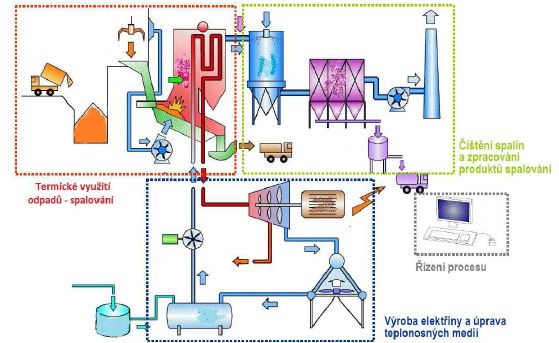 Čištění spalin
a zpracování
produktů spalování
Termické využití
odpadů - spalování
Řízení procesu
Výroba elektřiny a úprava
teplonosných medií